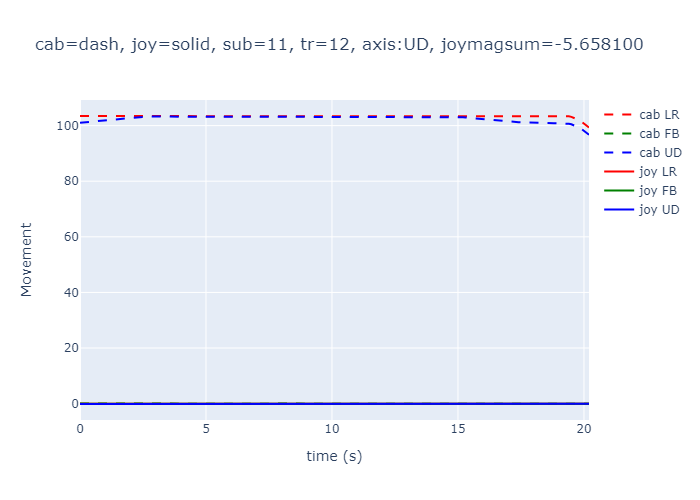 cab=dash, joy=solid, sub=11, tr=12, axis:UD, joymagsum=-5.658100
cab LR
cab FB
cab UD
joy LR
joy FB
joy UD
Movement
100
80
60
40
20
0
0 5 10 15 20
time (s)